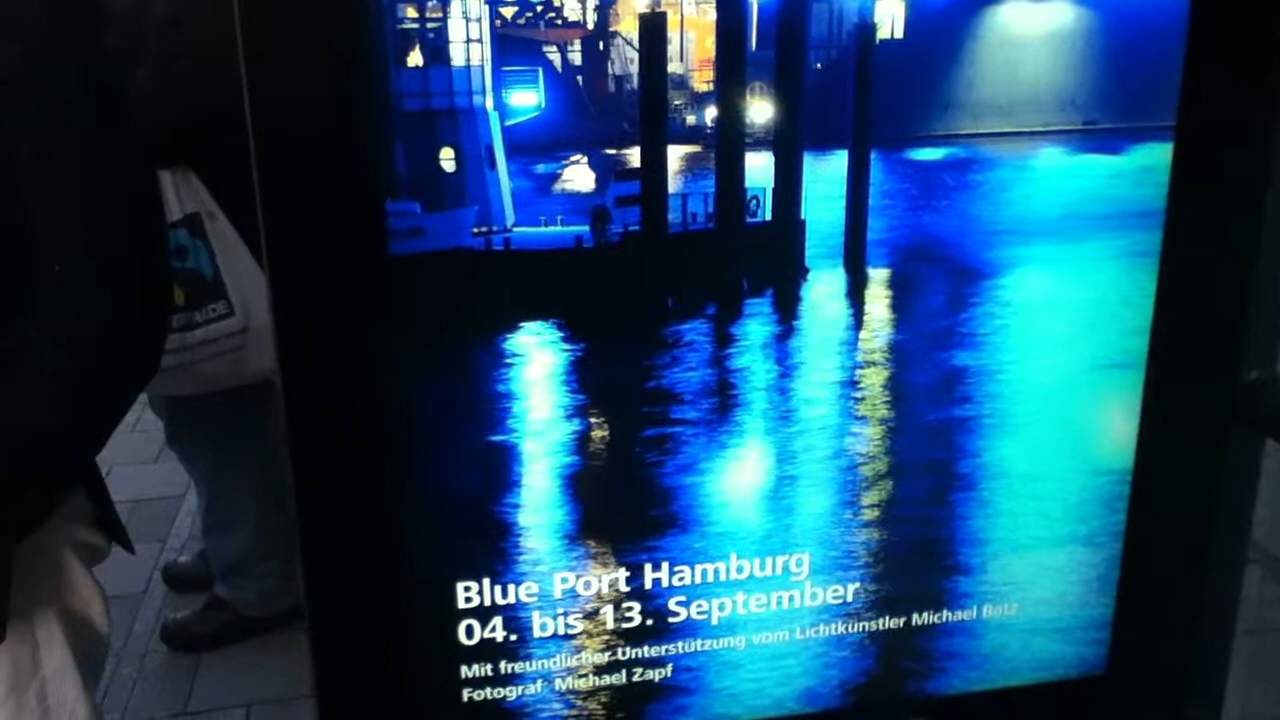 Blue Port Hamburg
04. bis 13. September
Mit freundlicher Unterstützung vom Lichtkünstler Michael Batz
Fotograf Michael Zapf